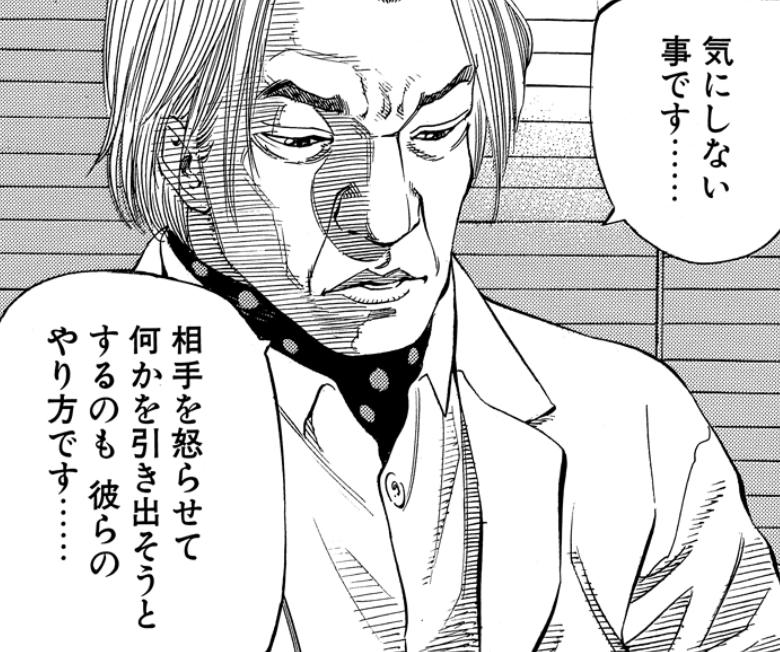 気にしない
事です……
相手を怒らせて
何かを引き出そうと
するのも 彼らの
やり方です……